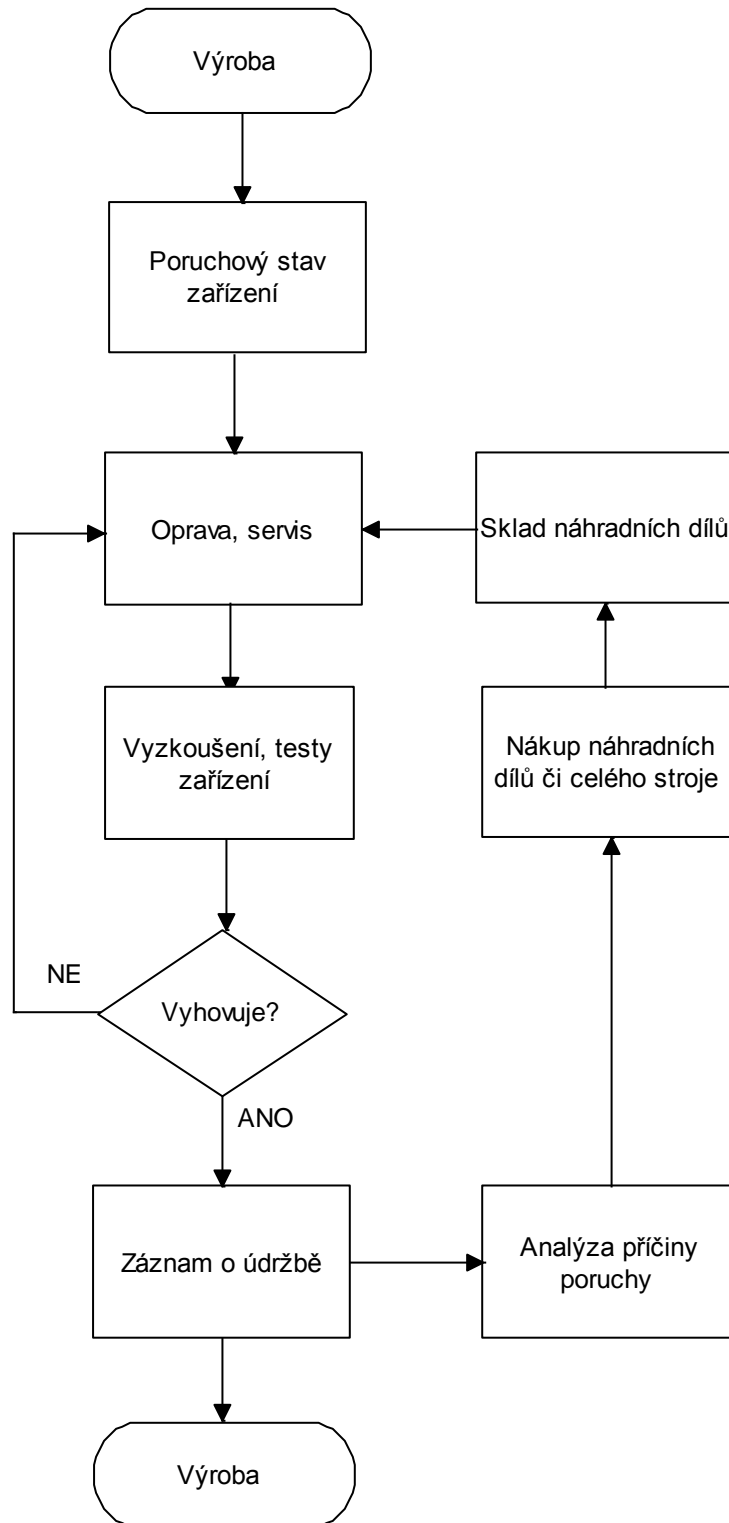 Výroba
Poruchový stav
zařízení
Oprava, servis
Sklad náhradních dílů
Vyzkoušení, testy
zařízení
Nákup náhradních
dílů či celého stroje
NE
Vyhovuje?
ANO
Záznam o údržbě
Analýza příčiny
poruchy
Výroba